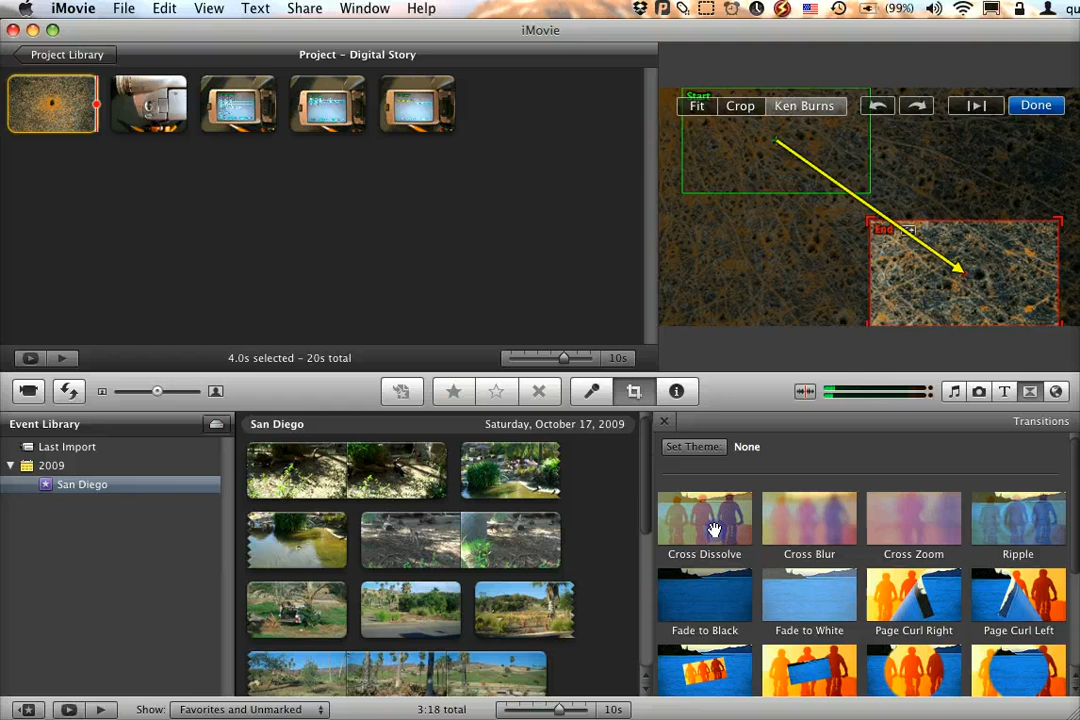 iMovie File Edit View Text Share Window Help (99%) qu
iMovie
Project Library
Project - Digital Story
Start
Fit Crop Ken Burns Done
End
4.0s selected - 20s total
10s
Event Library
Last Import
2009
San Diego
San Diego Saturday, October 17, 2009
Transitions
Set Theme: None
Cross Dissolve Cross Blur Cross Zoom Ripple
Fade to Black Fade to White Page Curl Right Page Curl Left
Show: Favorites and Unmarked 3:18 total 10s